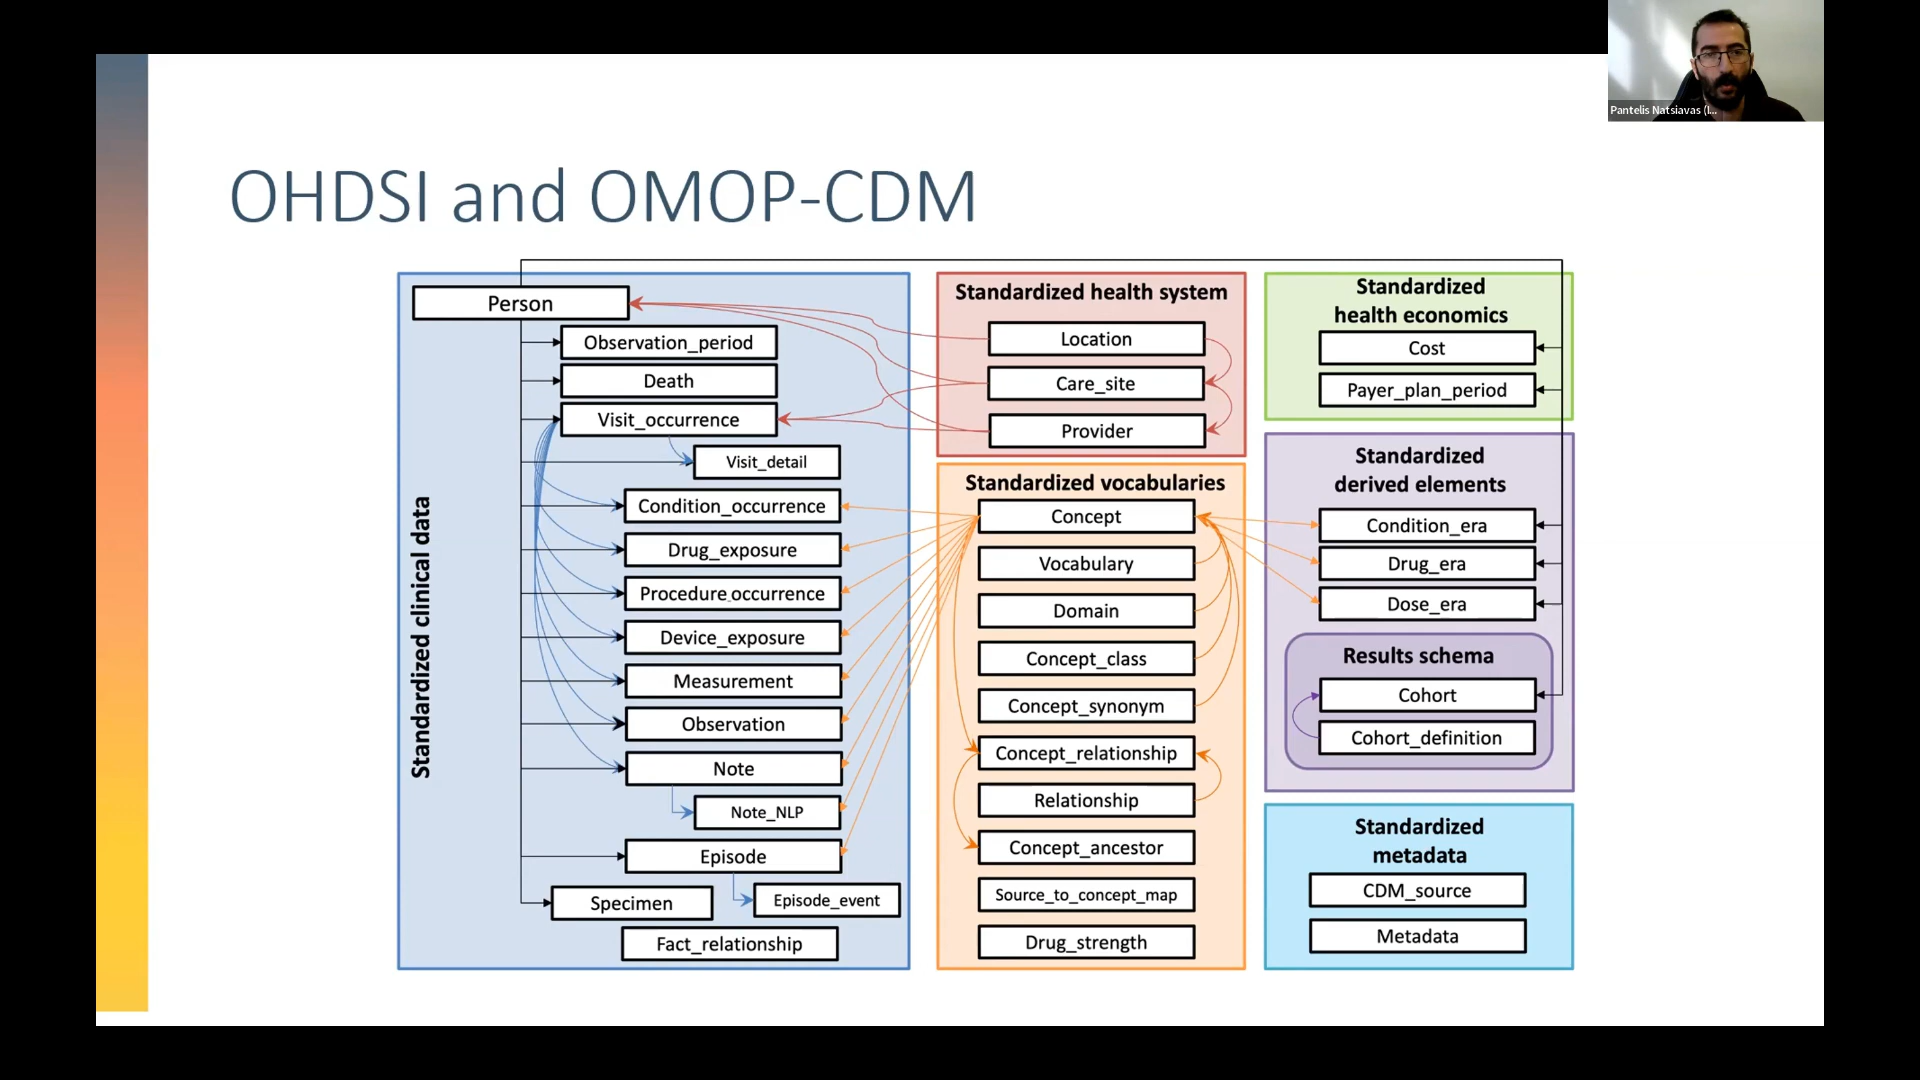 Pantelis Natsiavas (I...
OHDSI and OMOP-CDM
Standardized clinical data
Person
Observation_period
Death
Visit_occurrence
Visit_detail
Condition_occurrence
Drug_exposure
Procedure_occurrence
Device_exposure
Measurement
Observation
Note
Note_NLP
Episode
Specimen
Episode_event
Fact_relationship
Standardized health system
Location
Care_site
Provider
Standardized vocabularies
Concept
Vocabulary
Domain
Concept_class
Concept_synonym
Concept_relationship
Relationship
Concept_ancestor
Source_to_concept_map
Drug_strength
Standardized
health economics
Cost
Payer_plan_period
Standardized
derived elements
Condition_era
Drug_era
Dose_era
Results schema
Cohort
Cohort_definition
Standardized
metadata
CDM_source
Metadata